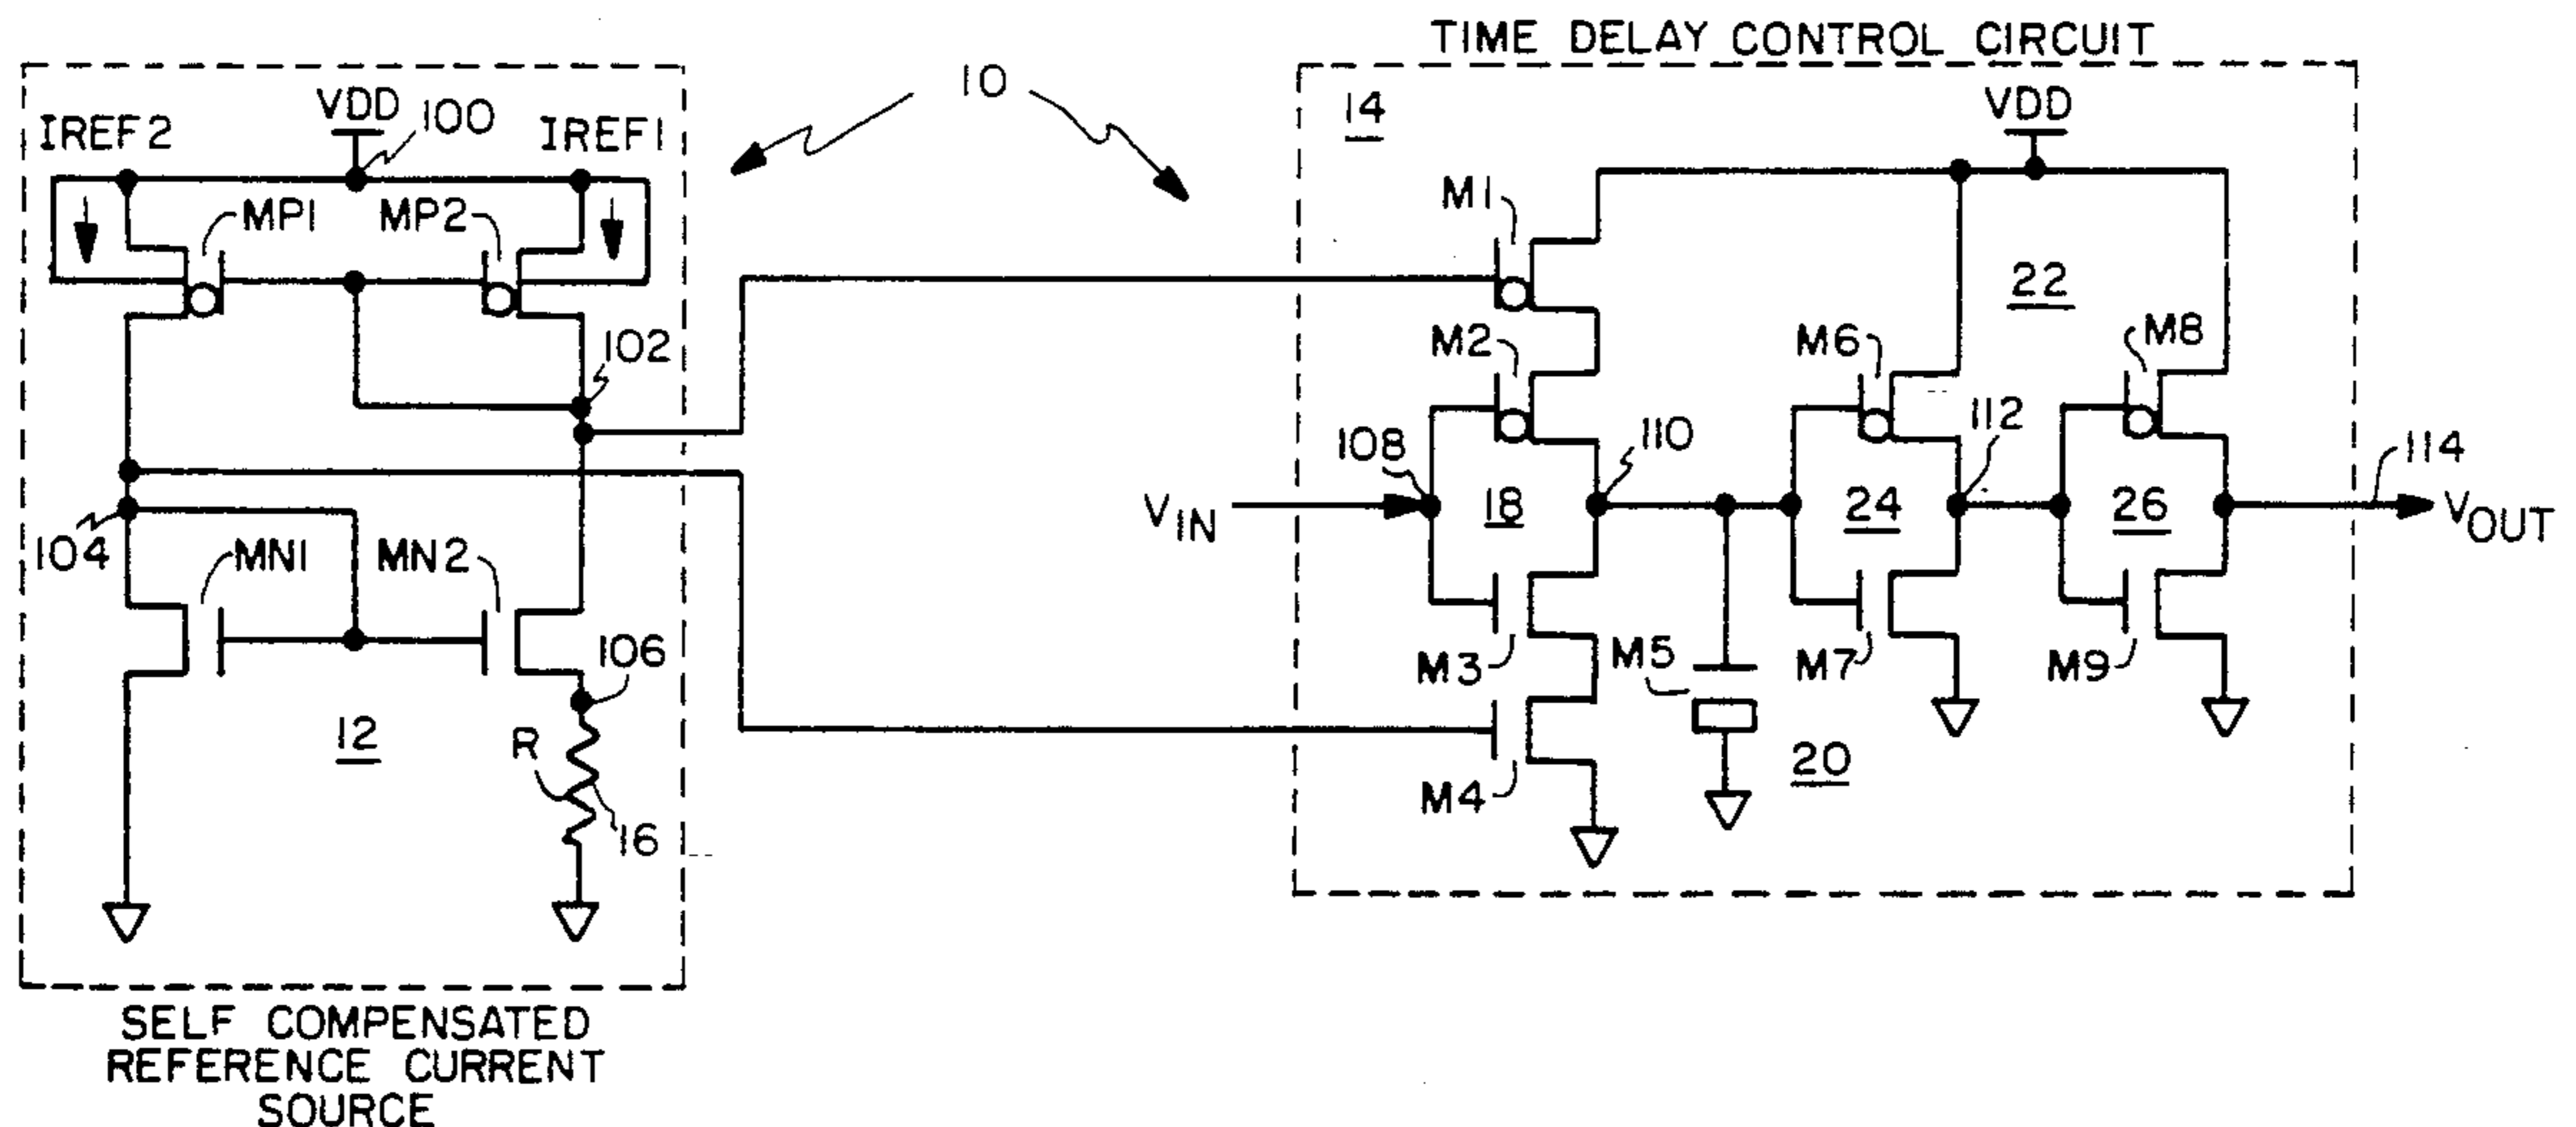 TIME DELAY CONTROL CIRCUIT
10
14
VDD
100
VDD
IREF2
IREF1
MP1
MP2
M1
22
102
M2
M6
M8
108
110
112
114
VIN
18
24
26
VOUT
104
MN1
MN2
106
M3
M5
M7
M9
12
R
16
M4
20
SELF COMPENSATED
REFERENCE CURRENT
SOURCE